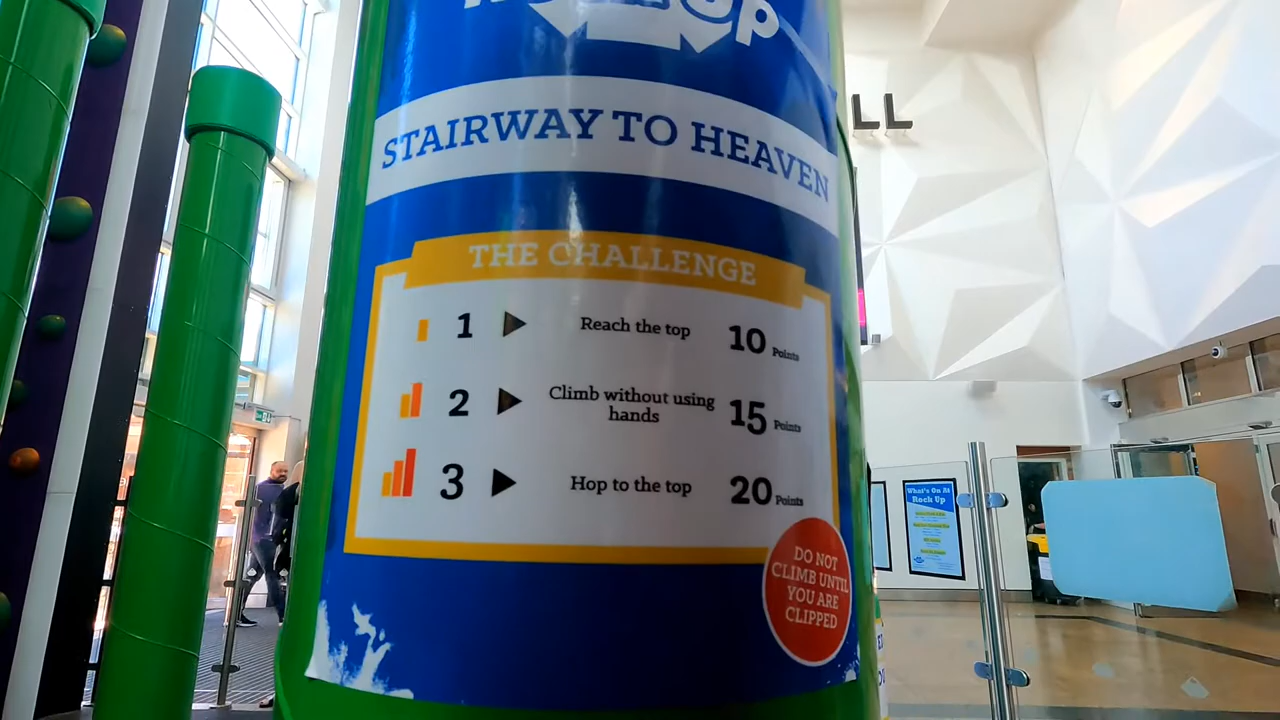 STAIRWAY TO HEAVEN
LL
THE CHALLENGE
1 Reach the top 10 Points
2 Climb without using
hands 15 Points
3 Hop to the top 20 Points
DO NOT
CLIMB UNTIL
YOU ARE
CLIPPED
What's On At
Rock Up